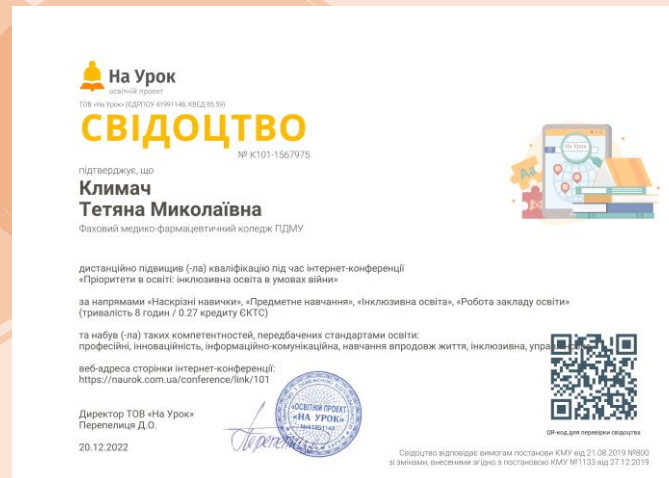 На Урок
освітній проект
ТОВ «На Урок» (ЄДРПОУ 41991148, КВЕД 85.59)
СВІДОЦТВО
№ K101-1567975
підтверджує, що
Климач
Тетяна Миколаївна
Фаховий медико-фармацевтичний коледж ПДМУ
На Урок
Aa
дистанційно підвищив (-ла) кваліфікацію під час інтернет-конференції
«Пріоритети в освіті: інклюзивна освіта в умовах війни»
за напрямами «Наскрізні навички», «Предметне навчання», «Інклюзивна освіта», «Робота закладу освіти»
(тривалість 8 годин / 0.27 кредиту ЄКТС)
та набув (-ла) таких компетентностей, передбачених стандартами освіти:
професійні, інноваційність, інформаційно-комунікаційна, навчання впродовж життя, інклюзивна,
веб-адреса сторінки інтернет-конференції:
https://naurok.com.ua/conference/link/101
Директор ТОВ «На Урок»
Перепелиця Д.О.
20.12.2022
«ОСВІТНІЙ ПРОЕКТ
«НА УРОК»
№41991148
QR-код для перевірки свідоцтва
Свідоцтво відповідає вимогам постанови КМУ від 21.08.2019 №800
зі змінами, внесеними згідно з постановою КМУ №1133 від 27.12.2019